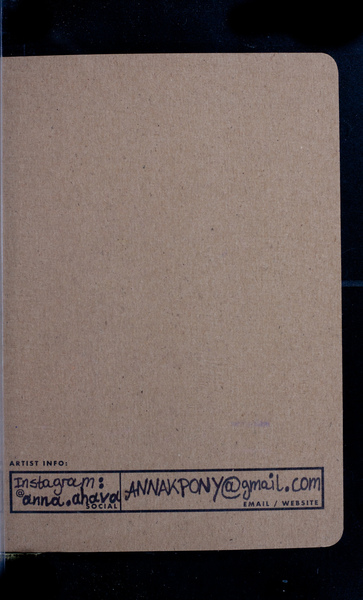 ARTIST INFO:
Instagram:
@anna.ahava
SOCIAL
ANNAKPONY@gmail.com
EMAIL / WEBSITE